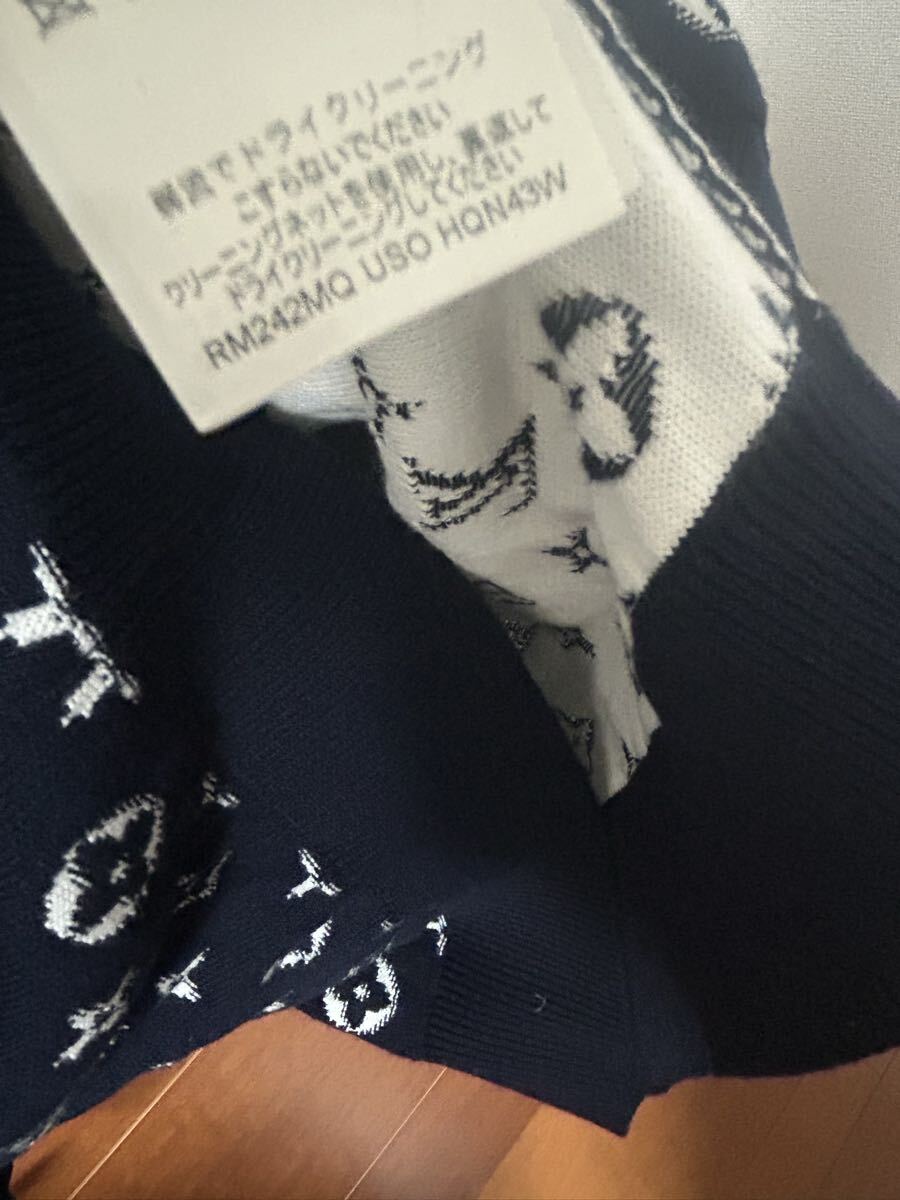 弱流でドライクリーニング
こすらないでください
クリーニングネットを使用し、裏返して
ドライクリーニングしてください
RM242MQ USO HQN43W